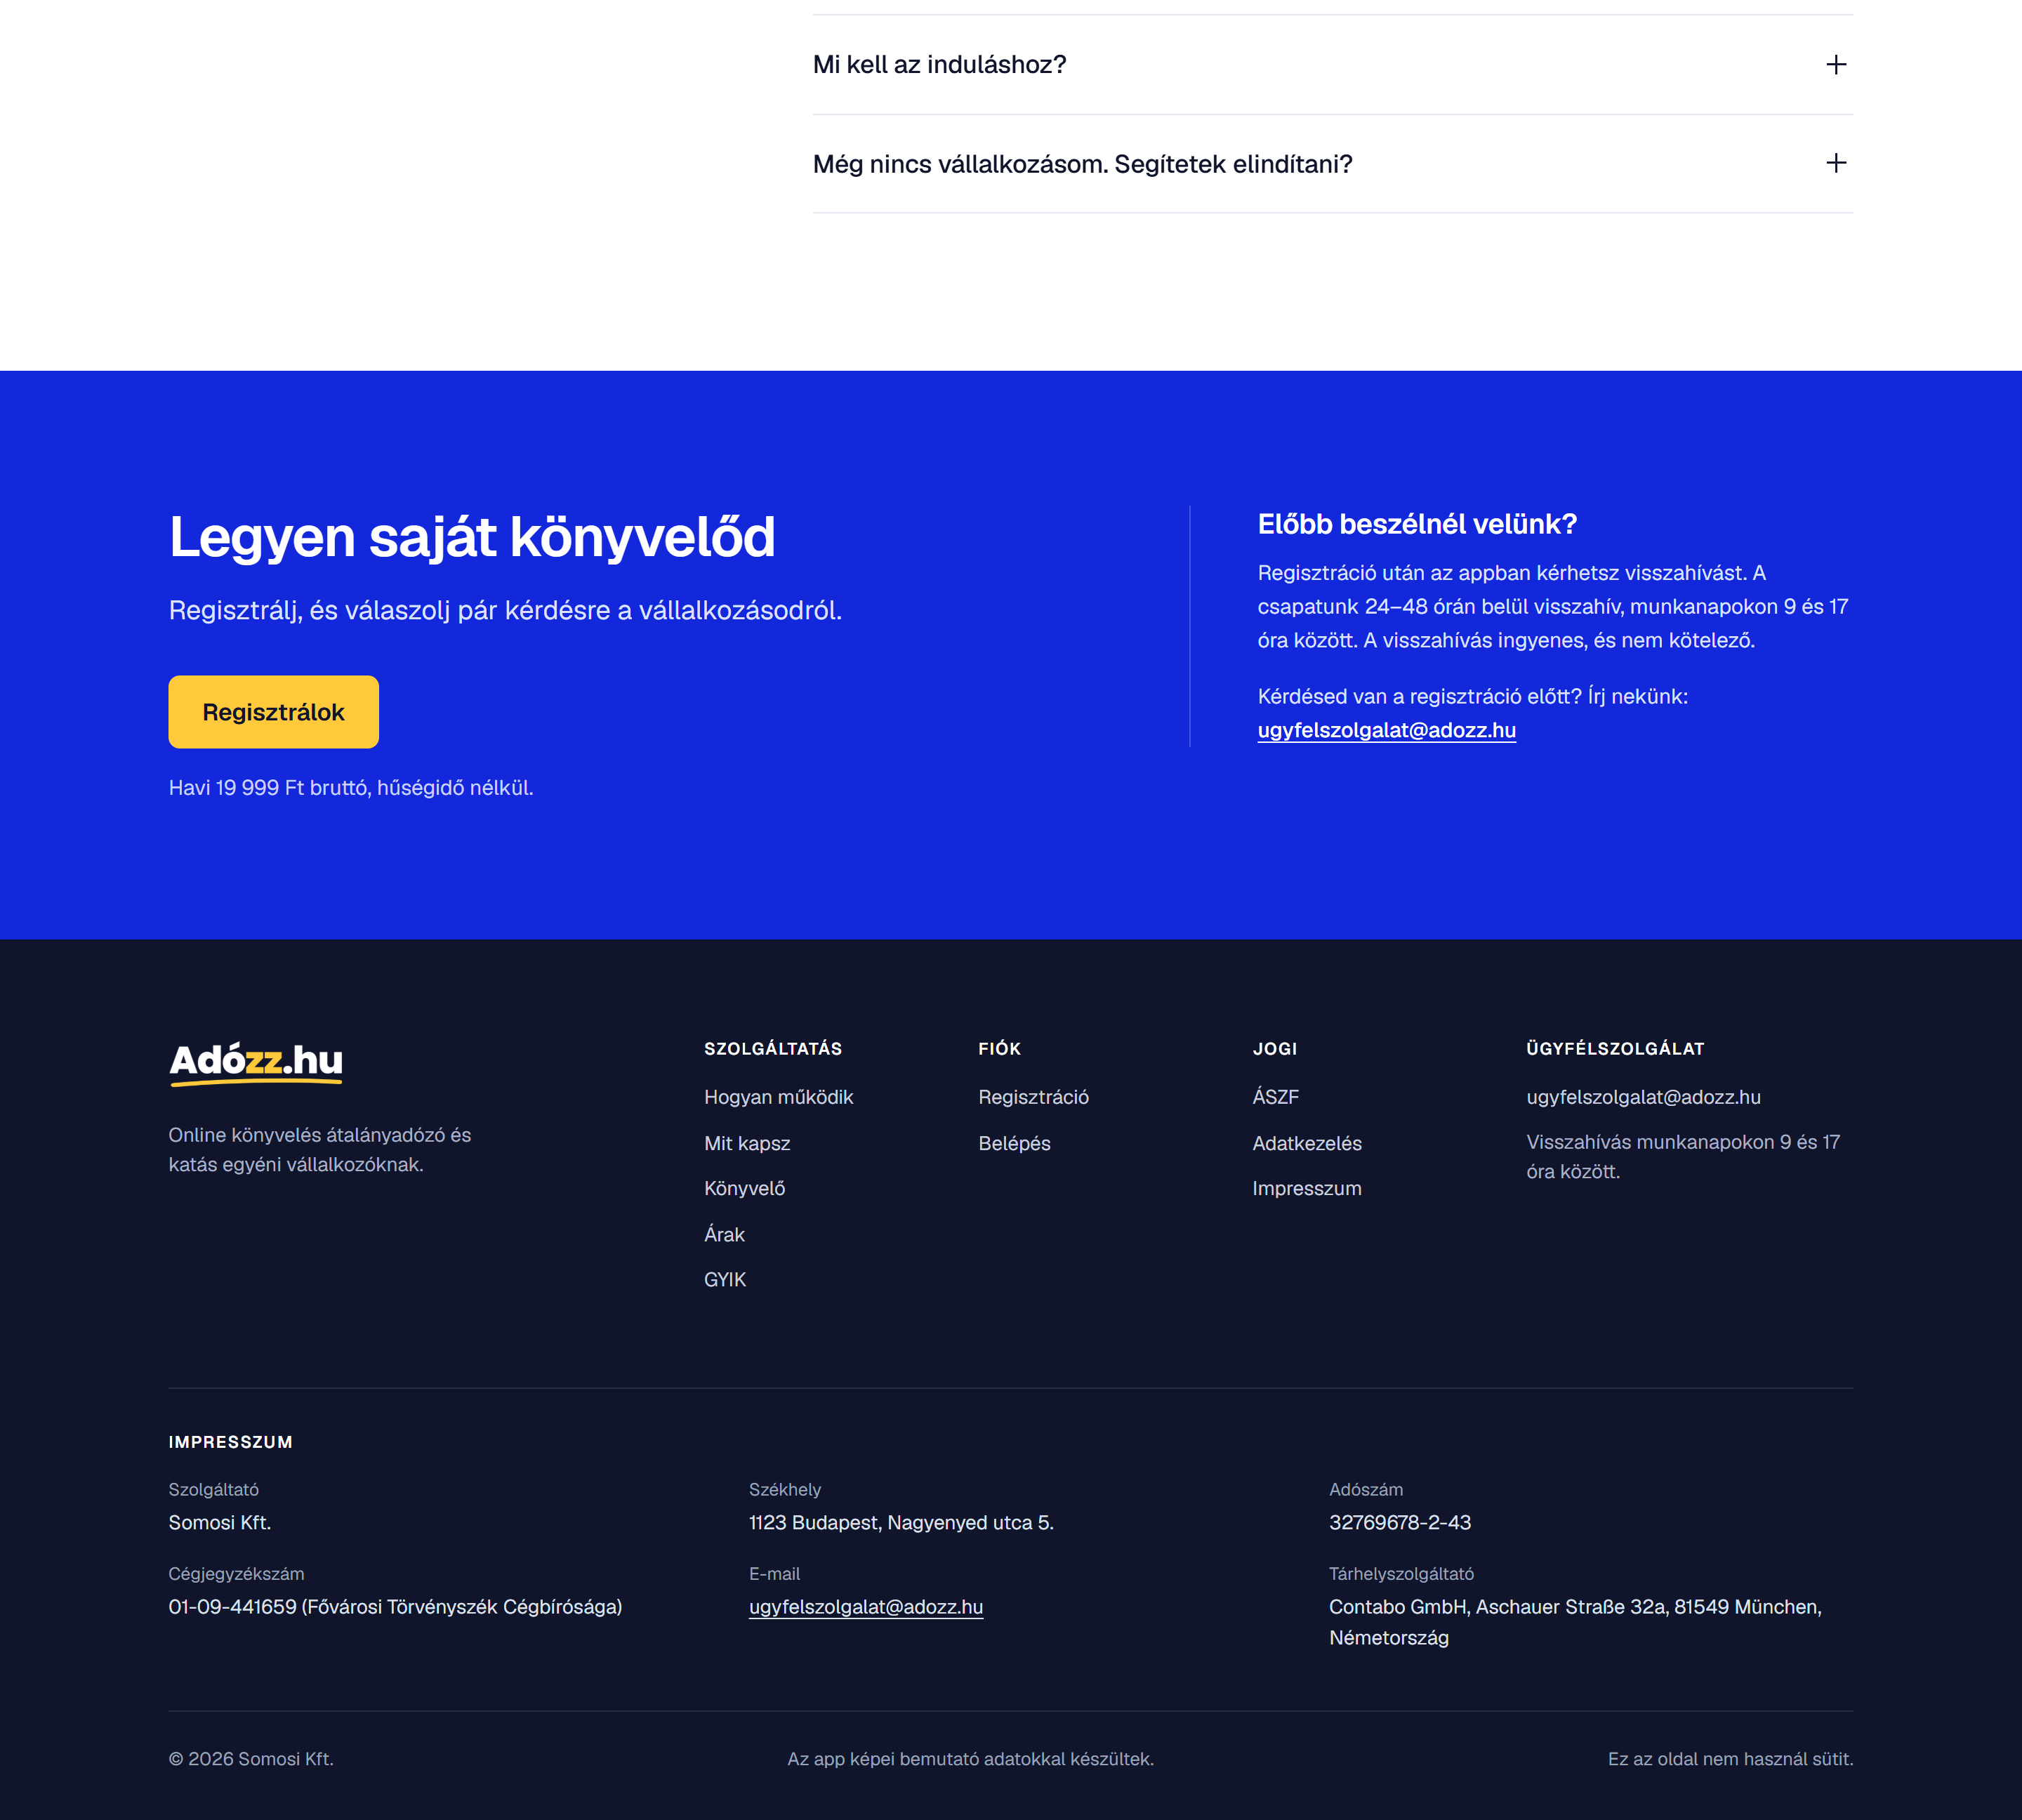 Mi kell az induláshoz?
Még nincs vállalkozásom. Segítetek elindítani?
Legyen saját könyvelőd
Regisztrálj, és válaszolj pár kérdésre a vállalkozásodról.
Regisztrálok
Havi 19 999 Ft bruttó, hűségidő nélkül.
Előbb beszélnél velünk?
Regisztráció után az appban kérhetsz visszahívást. A
csapatunk 24–48 órán belül visszahív, munkanapokon 9 és 17
óra között. A visszahívás ingyenes, és nem kötelező.
Kérdésed van a regisztráció előtt? Írj nekünk:
ugyfelszolgalat@adozz.hu
Adózz.hu
Online könyvelés átalányadózó és
katás egyéni vállalkozóknak.
SZOLGÁLTATÁS
Hogyan működik
Mit kapsz
Könyvelő
Árak
GYIK
FIÓK
Regisztráció
Belépés
JOGI
ÁSZF
Adatkezelés
Impresszum
ÜGYFÉLSZOLGÁLAT
ugyfelszolgalat@adozz.hu
Visszahívás munkanapokon 9 és 17
óra között.
IMPRESSZUM
Szolgáltató
Somosi Kft.
Székhely
1123 Budapest, Nagyenyed utca 5.
Adószám
32769678-2-43
Cégjegyzékszám
01-09-441659 (Fővárosi Törvényszék Cégbírósága)
E-mail
ugyfelszolgalat@adozz.hu
Tárhelyszolgáltató
Contabo GmbH, Aschauer Straße 32a, 81549 München,
Németország
© 2026 Somosi Kft.
Az app képei bemutató adatokkal készültek.
Ez az oldal nem használ sütit.